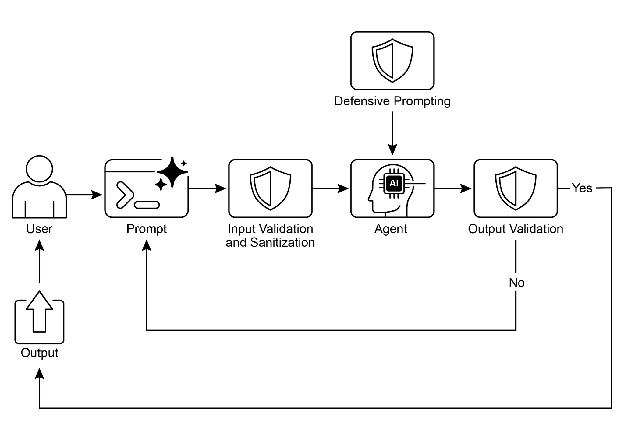 Defensive Prompting
AI
Yes
User
Prompt
Input Validation
and Sanitization
Agent
Output Validation
No
Output